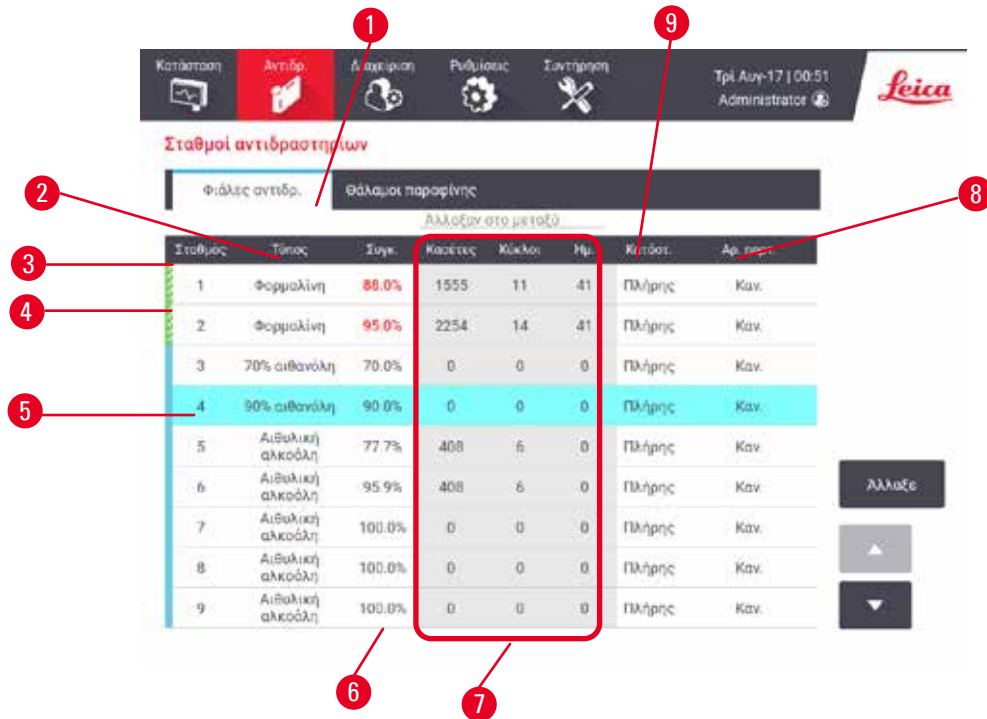 1
9
Κατάσταση Αντιδρ. Διαχείριση Ρυθμίσεις Συντήρηση
Τρί Αυγ-17 | 00:51
Administrator
Leica
Σταθμοί αντιδραστηρίων
Φιάλες αντιδρ. Θάλαμοι παραφίνης
2
8
Άλλαξαν στο μεταξύ
Σταθμός Τύπος Συγκ. Κασέτες Κύκλοι Ημ. Κατάστ. Αρ. παρτ.
3
1 Φορμαλίνη 88.0% 1555 11 41 Πλήρης Καν.
4
2 Φορμαλίνη 95.0% 2254 14 41 Πλήρης Καν.
3 70% αιθανόλη 70.0% 0 0 0 Πλήρης Καν.
5
4 90% αιθανόλη 90.0% 0 0 0 Πλήρης Καν.
5 Αιθυλική αλκοόλη 77.7% 408 6 0 Πλήρης Καν.
6 Αιθυλική αλκοόλη 95.9% 408 6 0 Πλήρης Καν.
Άλλαξε
7 Αιθυλική αλκοόλη 100.0% 0 0 0 Πλήρης Καν.
8 Αιθυλική αλκοόλη 100.0% 0 0 0 Πλήρης Καν.
9 Αιθυλική αλκοόλη 100.0% 0 0 0 Πλήρης Καν.
6
7